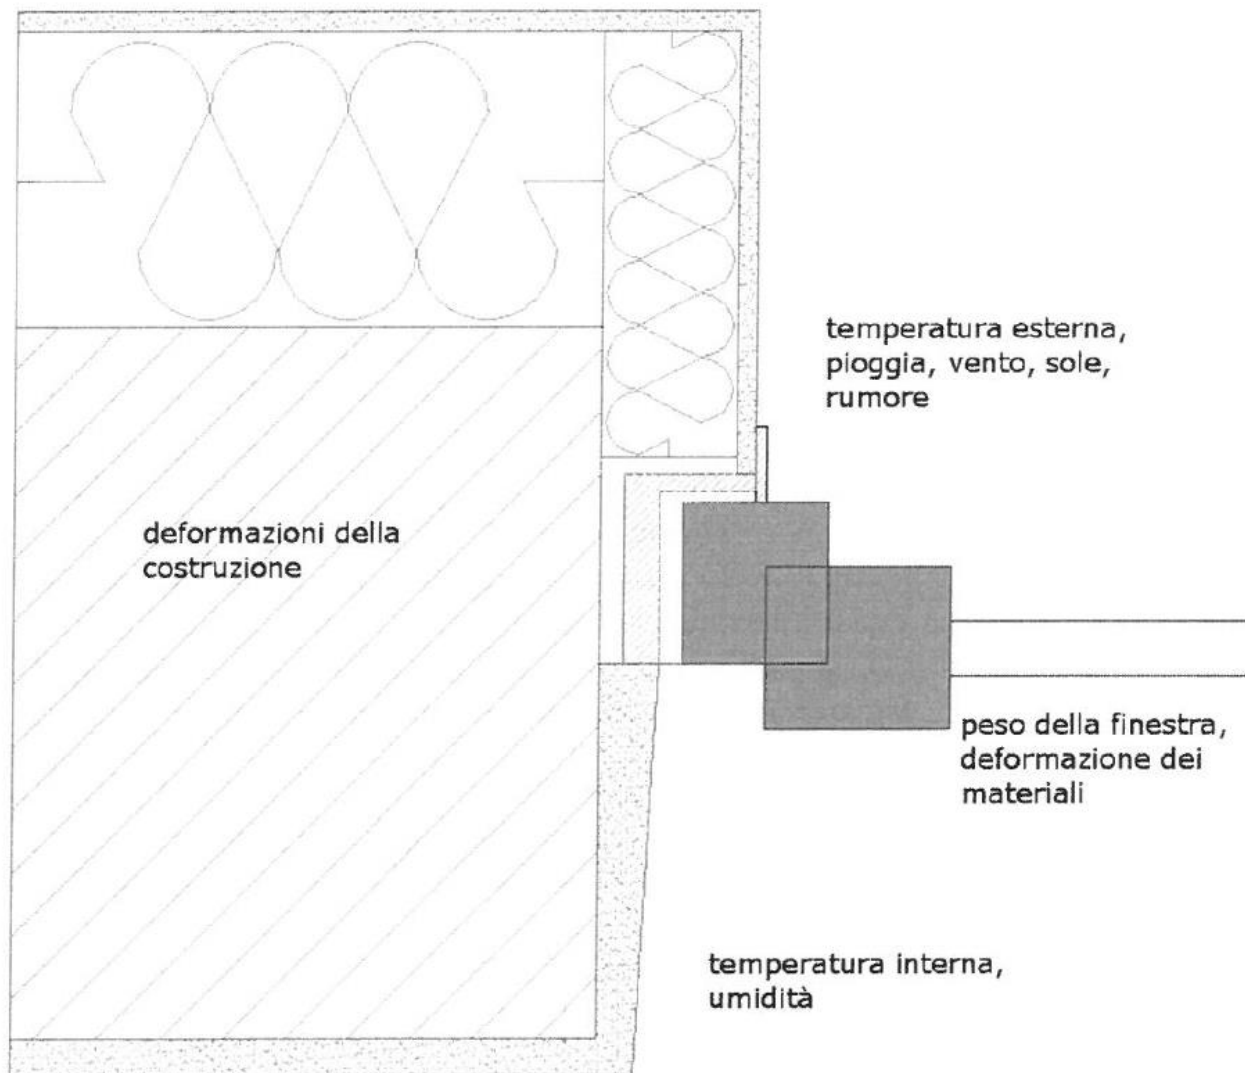 temperatura esterna,
pioggia, vento, sole,
rumore
deformazioni della
costruzione
peso della finestra,
deformazione dei
materiali
temperatura interna,
umidità